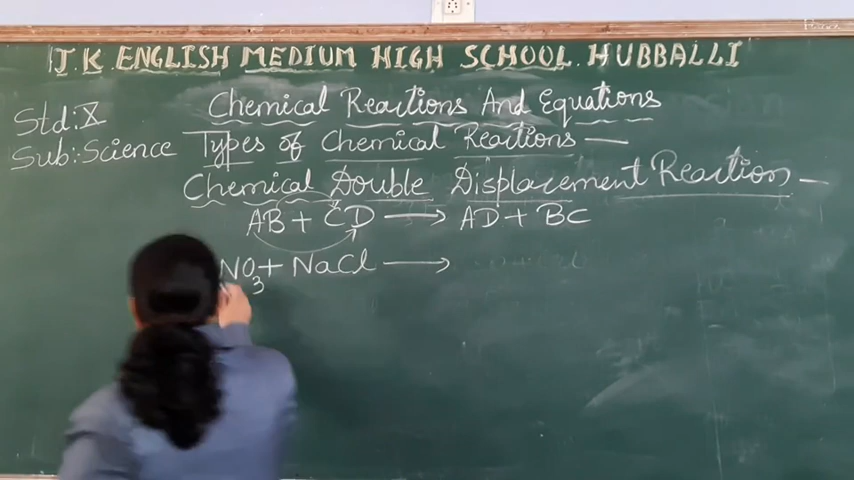 J.K. ENGLISH MEDIUM HIGH SCHOOL. HUBBALLI
Std:X
Chemical Reactions And Equations
Sub:-Science
Types of Chemical Reactions —
Chemical Double Displacement Reaction —
AB + CD ⟶ AD + BC
NO₃ + NaCl ⟶